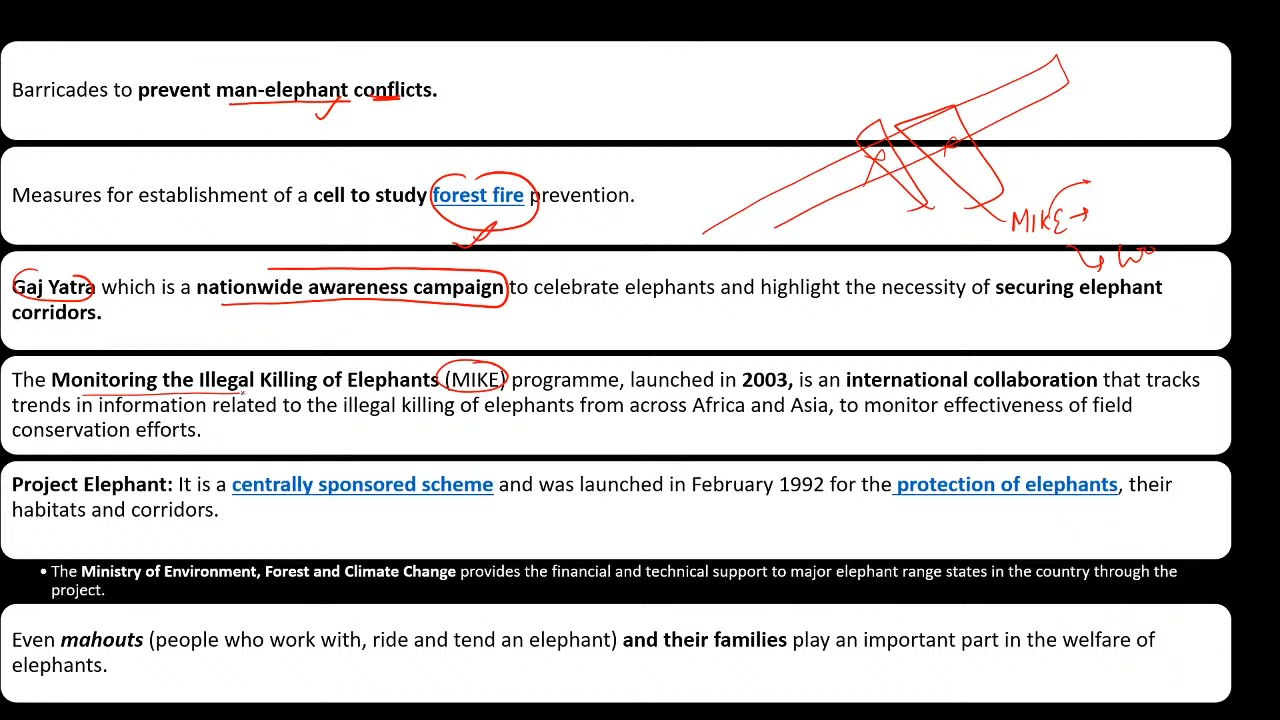 Barricades to prevent man-elephant conflicts.
Measures for establishment of a cell to study forest fire prevention.
MIKE
Gaj Yatra which is a nationwide awareness campaign to celebrate elephants and highlight the necessity of securing elephant
corridors.
The Monitoring the Illegal Killing of Elephants (MIKE) programme, launched in 2003, is an international collaboration that tracks
trends in information related to the illegal killing of elephants from across Africa and Asia, to monitor effectiveness of field
conservation efforts.
Project Elephant: It is a centrally sponsored scheme and was launched in February 1992 for the protection of elephants, their
habitats and corridors.
• The Ministry of Environment, Forest and Climate Change provides the financial and technical support to major elephant range states in the country through the
project.
Even mahouts (people who work with, ride and tend an elephant) and their families play an important part in the welfare of
elephants.